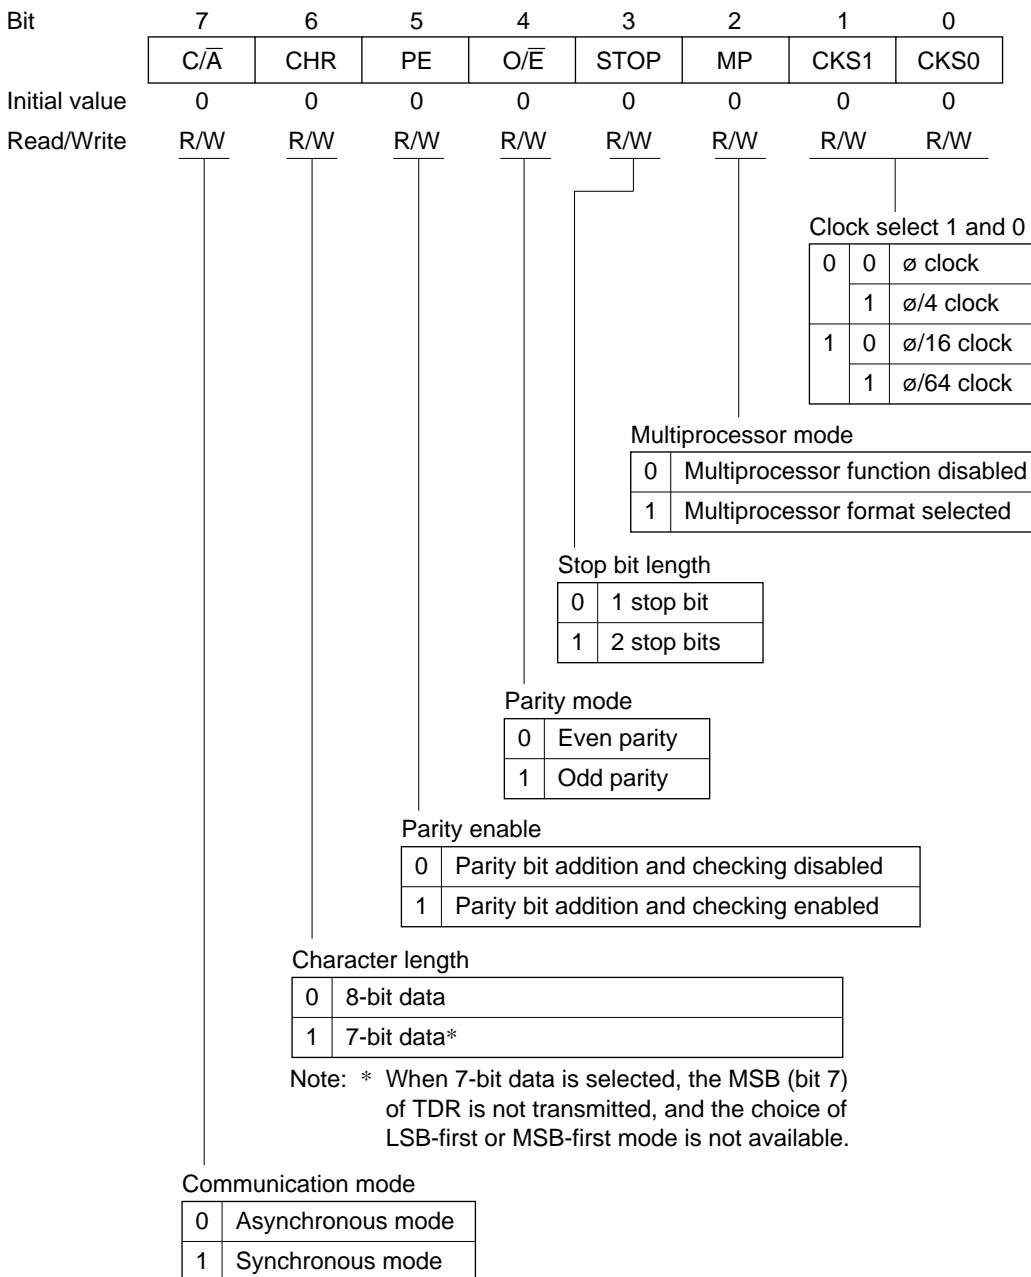 Bit 7 6 5 4 3 2 1 0
C/A̅ CHR PE O/E̅ STOP MP CKS1 CKS0
Initial value 0 0 0 0 0 0 0 0
Read/Write R/W R/W R/W R/W R/W R/W R/W R/W
Clock select 1 and 0
0 0 ø clock
1 ø/4 clock
1 0 ø/16 clock
1 ø/64 clock
Multiprocessor mode
0 Multiprocessor function disabled
1 Multiprocessor format selected
Stop bit length
0 1 stop bit
1 2 stop bits
Parity mode
0 Even parity
1 Odd parity
Parity enable
0 Parity bit addition and checking disabled
1 Parity bit addition and checking enabled
Character length
0 8-bit data
1 7-bit data*
Note: * When 7-bit data is selected, the MSB (bit 7)
of TDR is not transmitted, and the choice of
LSB-first or MSB-first mode is not available.
Communication mode
0 Asynchronous mode
1 Synchronous mode